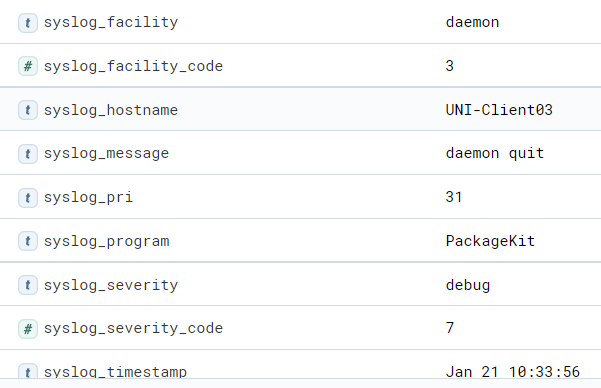 t syslog_facility daemon
# syslog_facility_code 3
t syslog_hostname UNI-Client03
t syslog_message daemon quit
t syslog_pri 31
t syslog_program PackageKit
t syslog_severity debug
# syslog_severity_code 7
t syslog_timestamp Jan 21 10:33:56